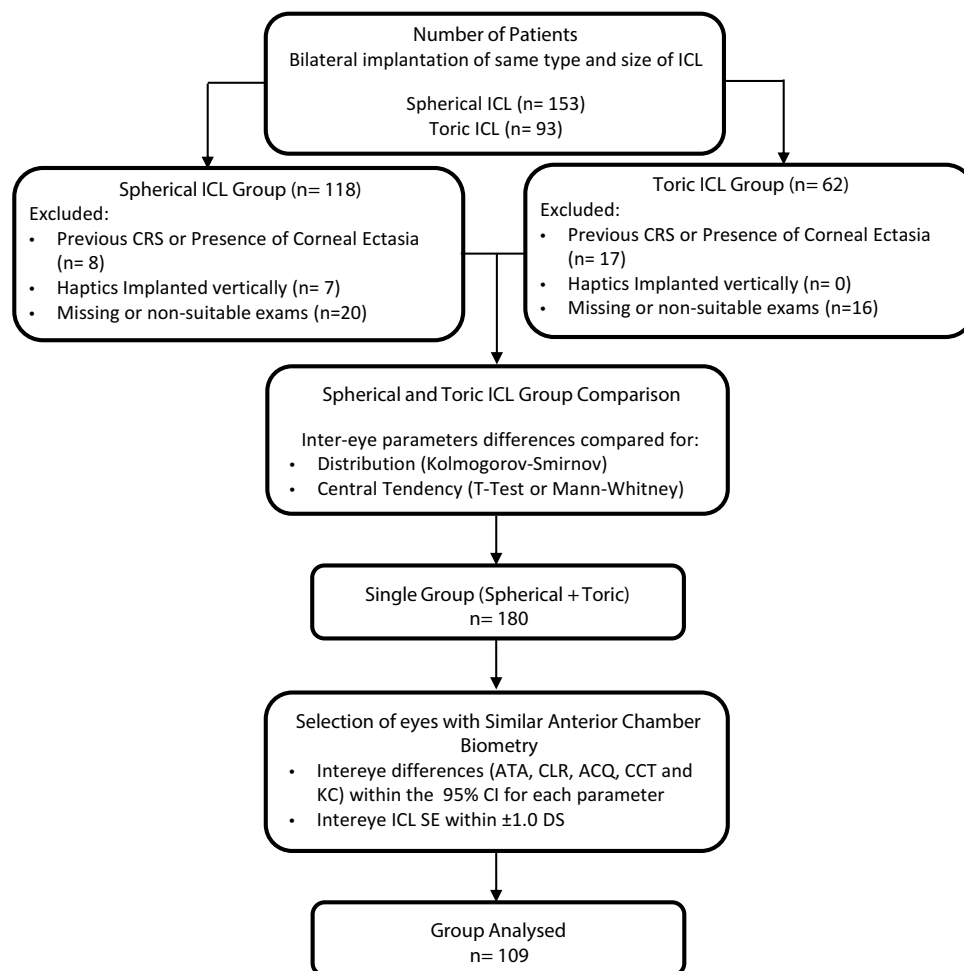 Number of Patients
Bilateral implantation of same type and size of ICL
Spherical ICL (n= 153)
Toric ICL (n= 93)
Spherical ICL Group (n= 118)
Excluded:
• Previous CRS or Presence of Corneal Ectasia
(n= 8)
• Haptics Implanted vertically (n= 7)
• Missing or non-suitable exams (n=20)
Toric ICL Group (n= 62)
Excluded:
• Previous CRS or Presence of Corneal Ectasia
(n= 17)
• Haptics Implanted vertically (n= 0)
• Missing or non-suitable exams (n=16)
Spherical and Toric ICL Group Comparison
Inter-eye parameters differences compared for:
• Distribution (Kolmogorov-Smirnov)
• Central Tendency (T-Test or Mann-Whitney)
Single Group (Spherical + Toric)
n= 180
Selection of eyes with Similar Anterior Chamber
Biometry
• Intereye differences (ATA, CLR, ACQ, CCT and
KC) within the 95% CI for each parameter
• Intereye ICL SE within ±1.0 DS
Group Analysed
n= 109